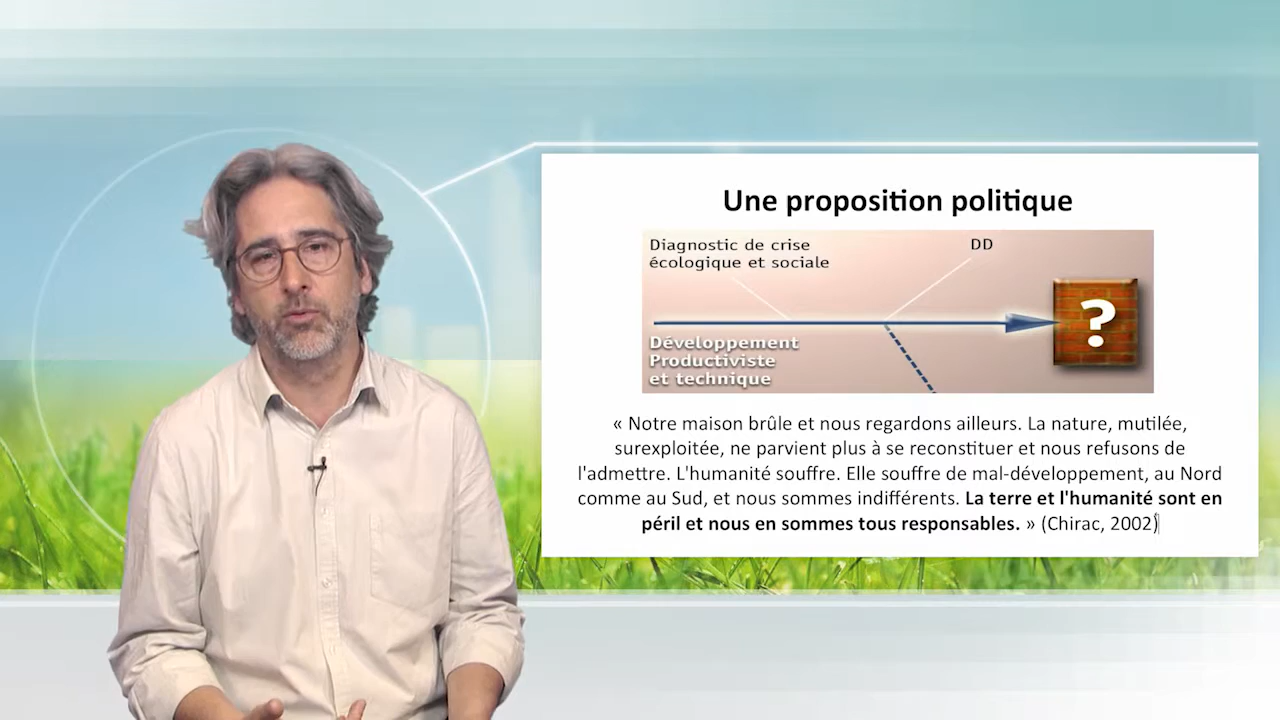 Une proposition politique
Diagnostic de crise
écologique et sociale
DD
?
Développement
Productiviste
et technique
« Notre maison brûle et nous regardons ailleurs. La nature, mutilée,
surexploitée, ne parvient plus à se reconstituer et nous refusons de
l'admettre. L'humanité souffre. Elle souffre de mal-développement, au Nord
comme au Sud, et nous sommes indifférents. La terre et l'humanité sont en
péril et nous en sommes tous responsables. » (Chirac, 2002)